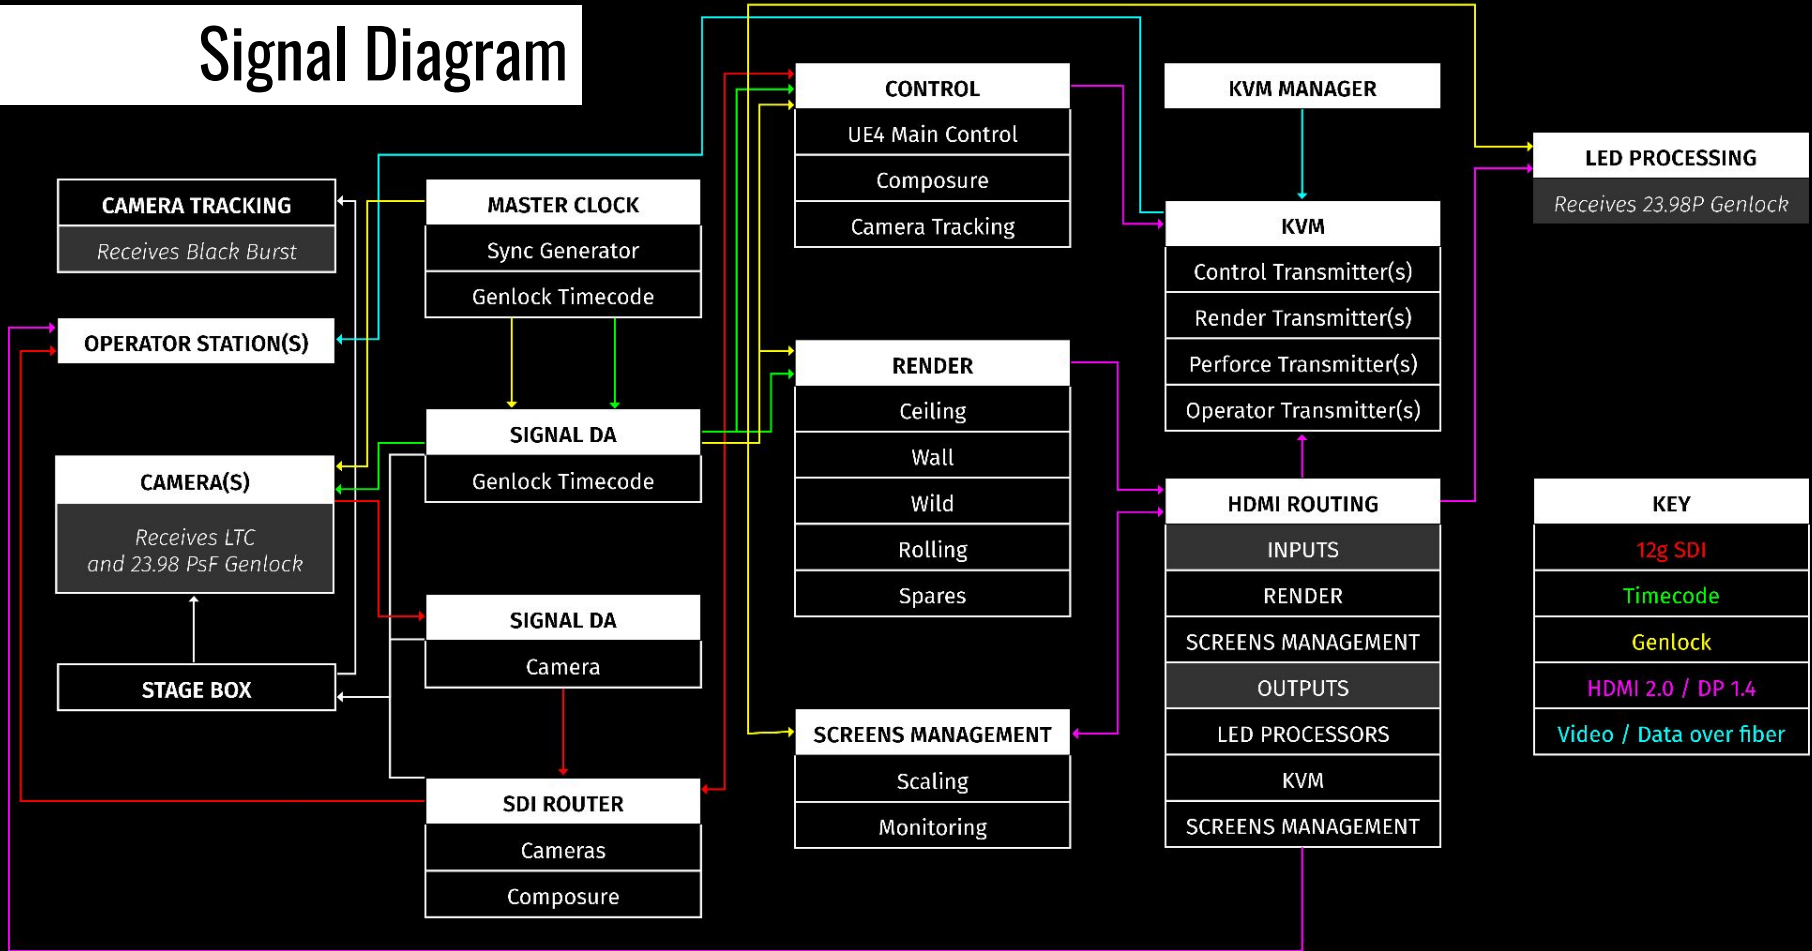 Signal Diagram
CAMERA TRACKING
Receives Black Burst
OPERATOR STATION(S)
CAMERA(S)
Receives LTC
and 23.98 PsF Genlock
STAGE BOX
MASTER CLOCK
Sync Generator
Genlock Timecode
SIGNAL DA
Genlock Timecode
SIGNAL DA
Camera
SDI ROUTER
Cameras
Composure
CONTROL
UE4 Main Control
Composure
Camera Tracking
RENDER
Ceiling
Wall
Wild
Rolling
Spares
SCREENS MANAGEMENT
Scaling
Monitoring
KVM MANAGER
KVM
Control Transmitter(s)
Render Transmitter(s)
Perforce Transmitter(s)
Operator Transmitter(s)
HDMI ROUTING
INPUTS
RENDER
SCREENS MANAGEMENT
OUTPUTS
LED PROCESSORS
KVM
SCREENS MANAGEMENT
LED PROCESSING
Receives 23.98P Genlock
KEY
12g SDI
Timecode
Genlock
HDMI 2.0 / DP 1.4
Video / Data over fiber